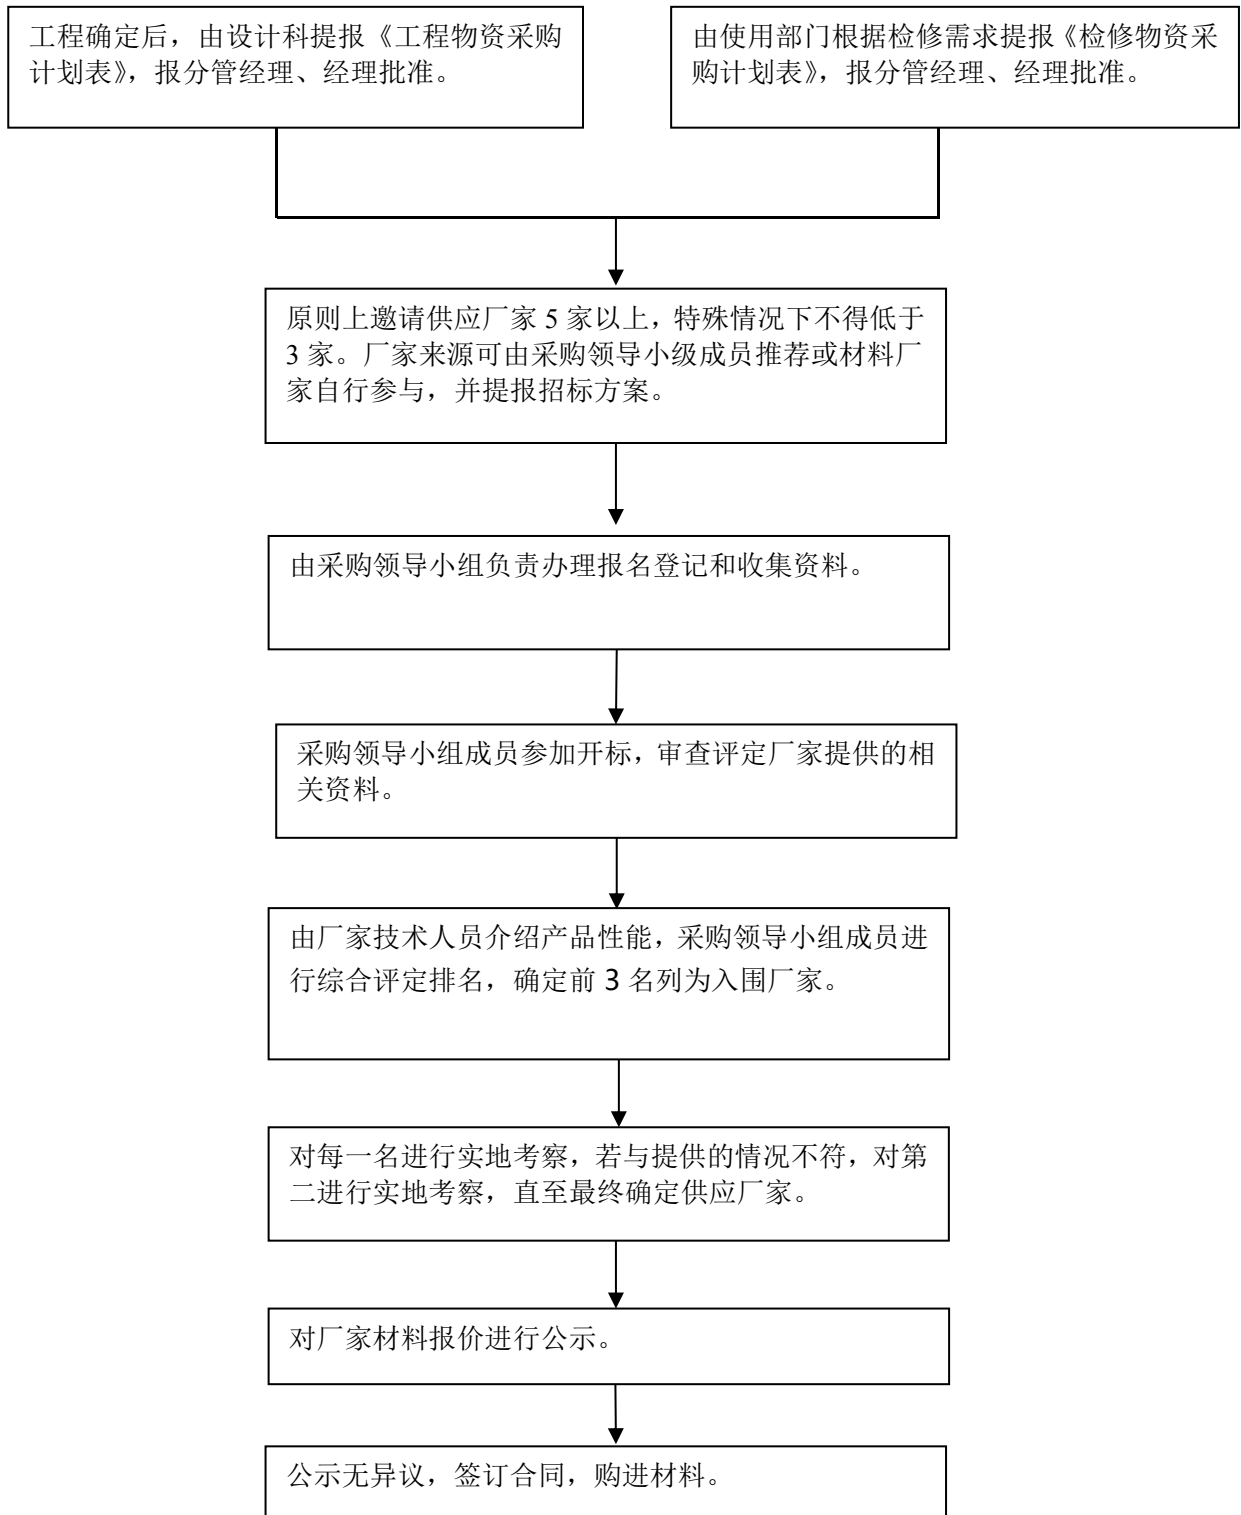 工程确定后，由设计科提报《工程物资采购
计划表》，报分管经理、经理批准。
由使用部门根据检修需求提报《检修物资采
购计划表》，报分管经理、经理批准。
原则上邀请供应厂家 5 家以上，特殊情况下不得低于
3 家。厂家来源可由采购领导小级成员推荐或材料厂
家自行参与，并提报招标方案。
由采购领导小组负责办理报名登记和收集资料。
采购领导小组成员参加开标，审查评定厂家提供的相
关资料。
由厂家技术人员介绍产品性能，采购领导小组成员进
行综合评定排名，确定前 3 名列为入围厂家。
对每一名进行实地考察，若与提供的情况不符，对第
二进行实地考察，直至最终确定供应厂家。
对厂家材料报价进行公示。
公示无异议，签订合同，购进材料。